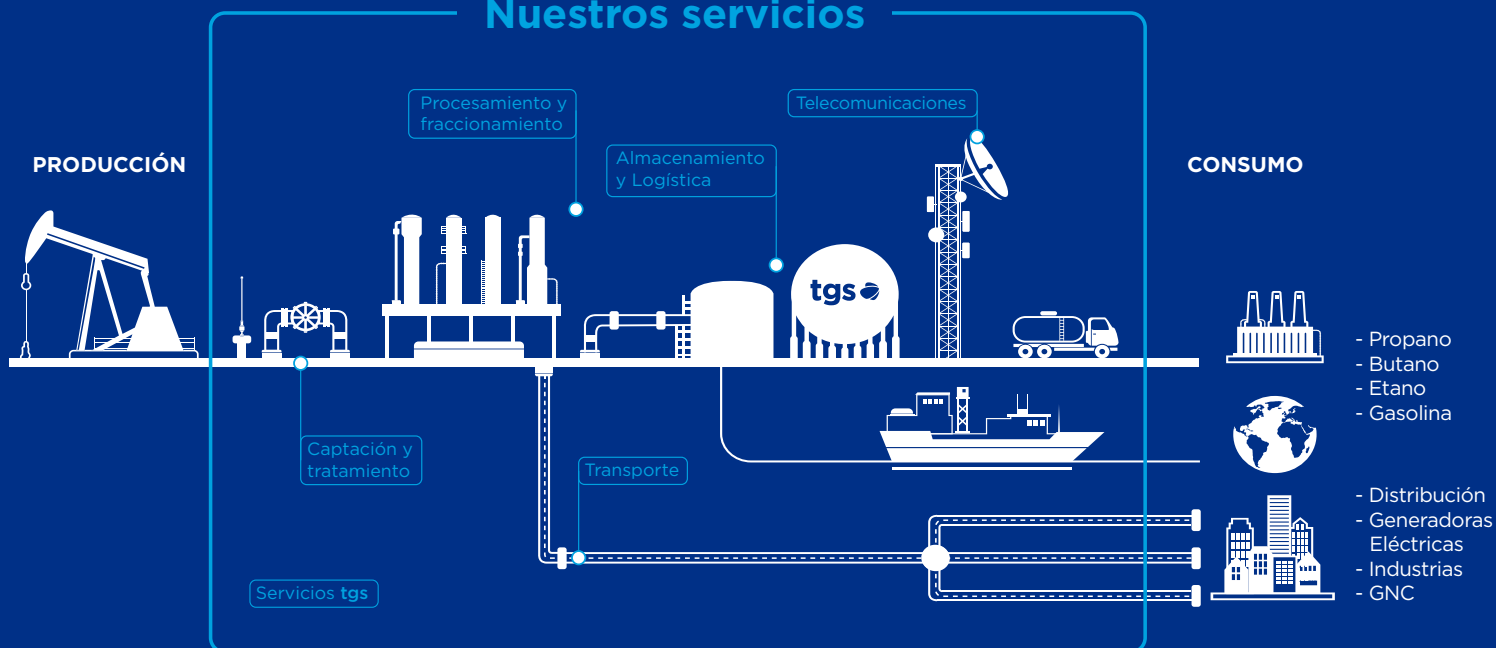 Nuestros servicios
Procesamiento y
fraccionamiento
Telecomunicaciones
Almacenamiento
y Logística
PRODUCCIÓN
CONSUMO
tgs
- Propano
- Butano
- Etano
- Gasolina
Captación y
tratamiento
Transporte
- Distribución
- Generadoras
Eléctricas
- Industrias
- GNC
Servicios tgs